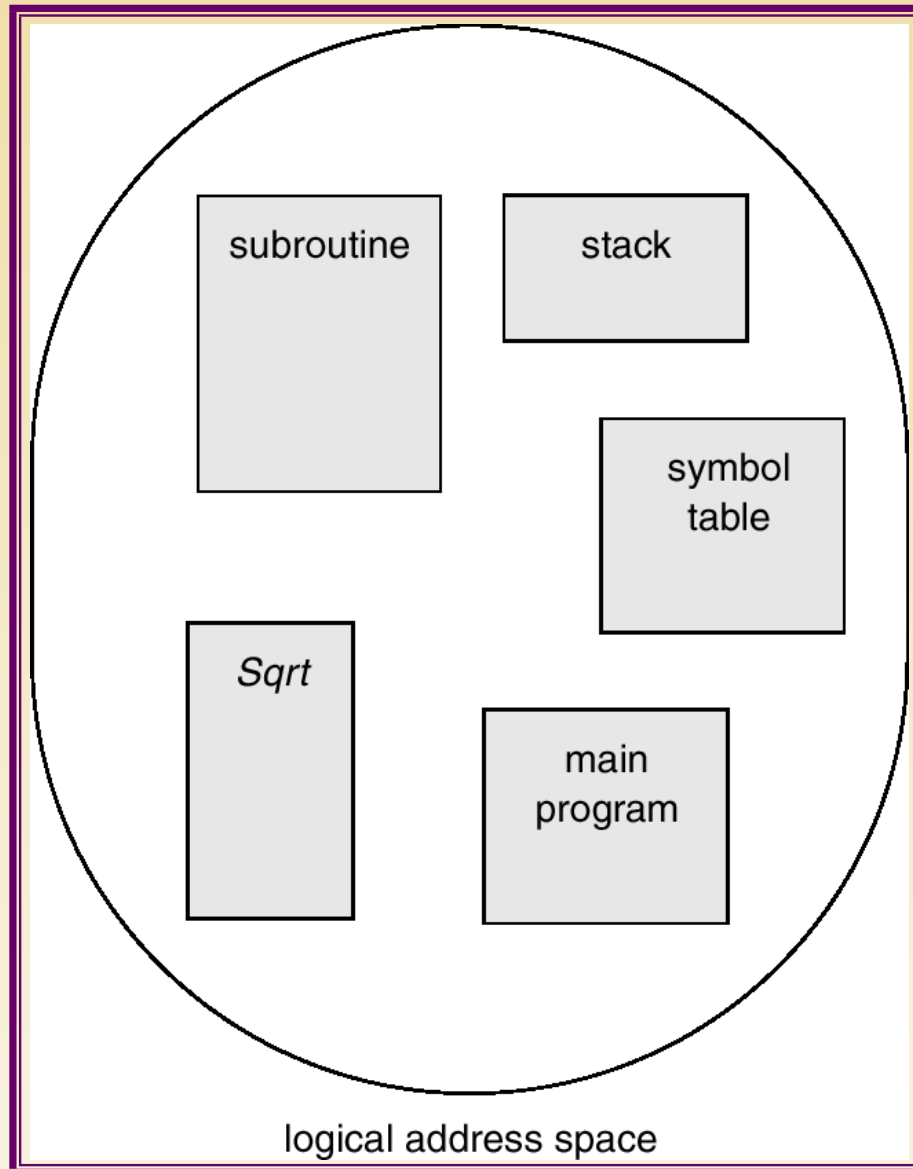 subroutine
stack
symbol
table
Sqrt
main
program
logical address space